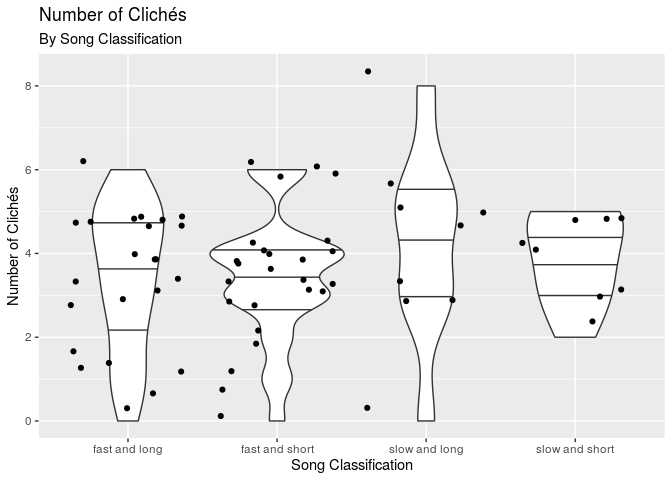 Number of Clichés
By Song Classification
Number of Clichés
8
6
4
2
0
fast and long
fast and short
slow and long
slow and short
Song Classification